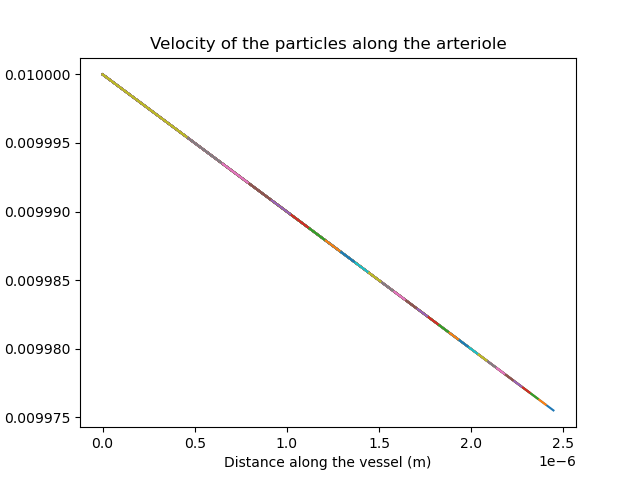 Velocity of the particles along the arteriole
0.010000
0.009995
0.009990
0.009985
0.009980
0.009975
0.0 0.5 1.0 1.5 2.0 2.5
1e−6
Distance along the vessel (m)